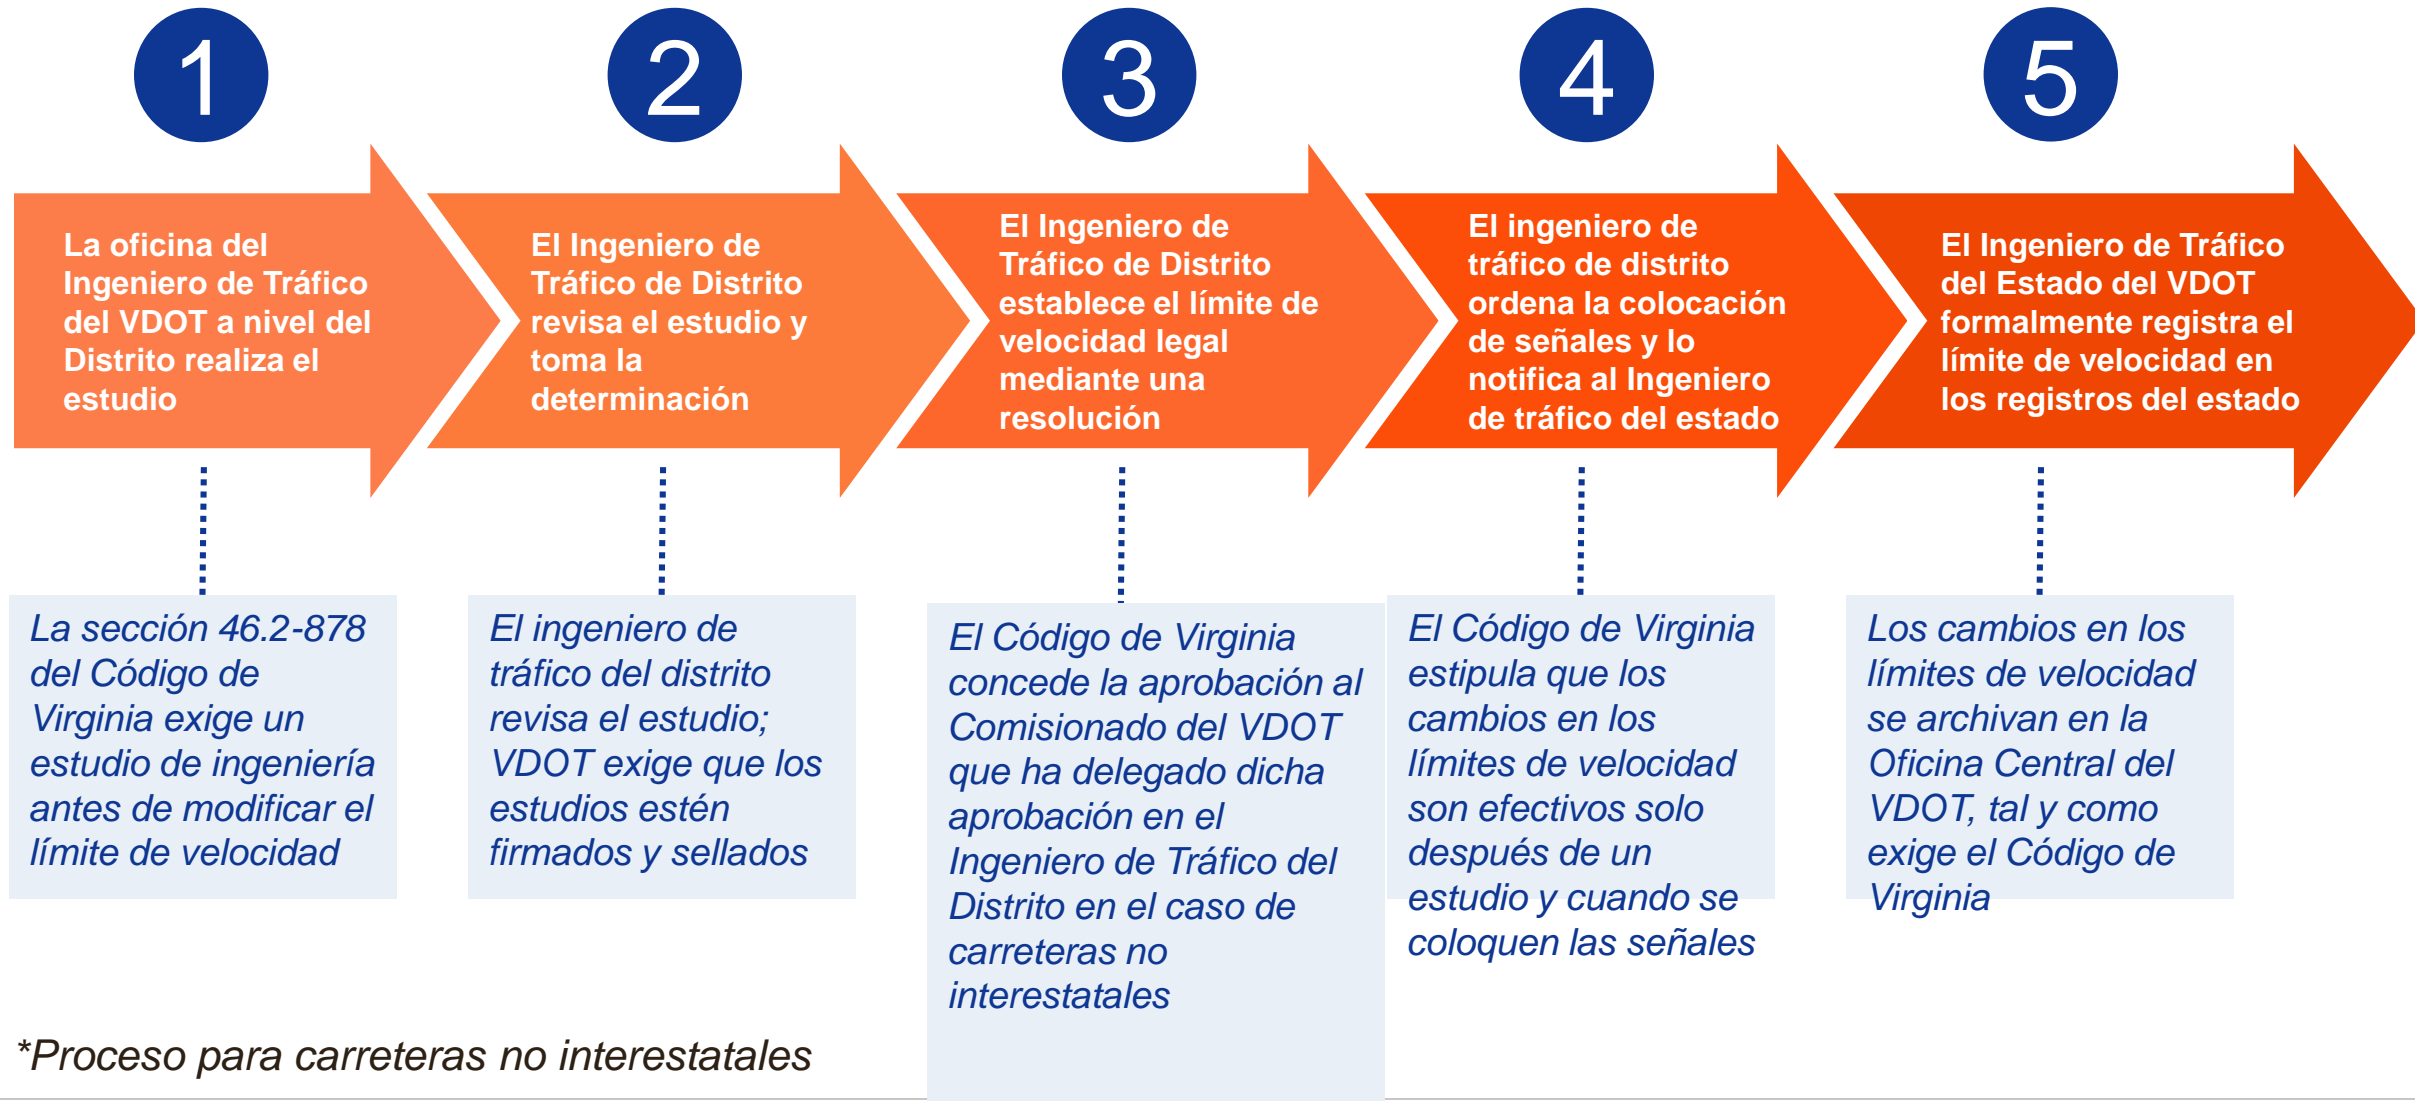 1
2
3
4
5
La oficina del
Ingeniero de Tráfico
del VDOT a nivel del
Distrito realiza el
estudio
El Ingeniero de
Tráfico de Distrito
revisa el estudio y
toma la
determinación
El Ingeniero de
Tráfico de Distrito
establece el límite de
velocidad legal
mediante una
resolución
El ingeniero de
tráfico de distrito
ordena la colocación
de señales y lo
notifica al Ingeniero
de tráfico del estado
El Ingeniero de Tráfico
del Estado del VDOT
formalmente registra el
límite de velocidad en
los registros del estado
La sección 46.2-878
del Código de
Virginia exige un
estudio de ingeniería
antes de modificar el
límite de velocidad
El ingeniero de
tráfico del distrito
revisa el estudio;
VDOT exige que los
estudios estén
firmados y sellados
El Código de Virginia
concede la aprobación al
Comisionado del VDOT
que ha delegado dicha
aprobación en el
Ingeniero de Tráfico del
Distrito en el caso de
carreteras no
interestatales
El Código de Virginia
estipula que los
cambios en los
límites de velocidad
son efectivos solo
después de un
estudio y cuando se
coloquen las señales
Los cambios en los
límites de velocidad
se archivan en la
Oficina Central del
VDOT, tal y como
exige el Código de
Virginia
*Proceso para carreteras no interestatales